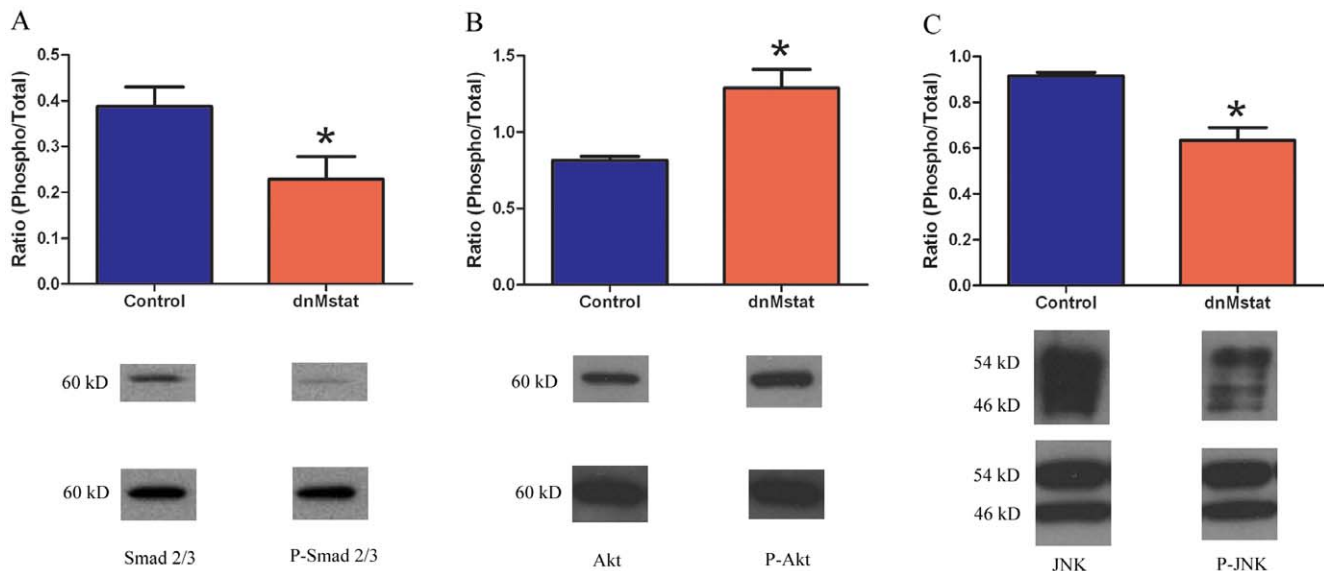 A
Ratio (Phospho/Total)
0.5
0.4
0.3
0.2
0.1
0.0
*
Control
dnMstat
60 kD
60 kD
Smad 2/3
P-Smad 2/3
B
Ratio (Phospho/Total)
1.5
1.0
0.5
0.0
*
Control
dnMstat
60 kD
60 kD
Akt
P-Akt
C
Ratio (Phospho/Total)
1.0
0.8
0.6
0.4
0.2
0.0
*
Control
dnMstat
54 kD
46 kD
54 kD
46 kD
JNK
P-JNK